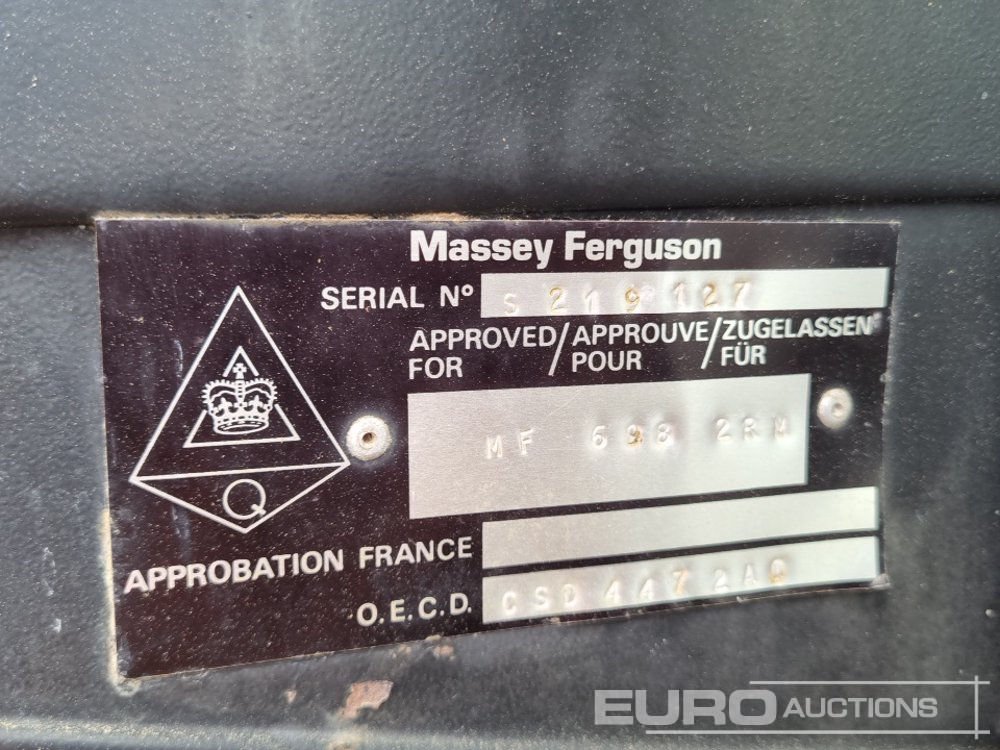 Massey Ferguson
SERIAL Nº S 219 127
APPROVED / APPROUVE / ZUGELASSEN
FOR / POUR / FÜR
MF 698 2RM
Q
APPROBATION FRANCE
O.E.C.D. CSD 447 2AQ
EURO AUCTIONS